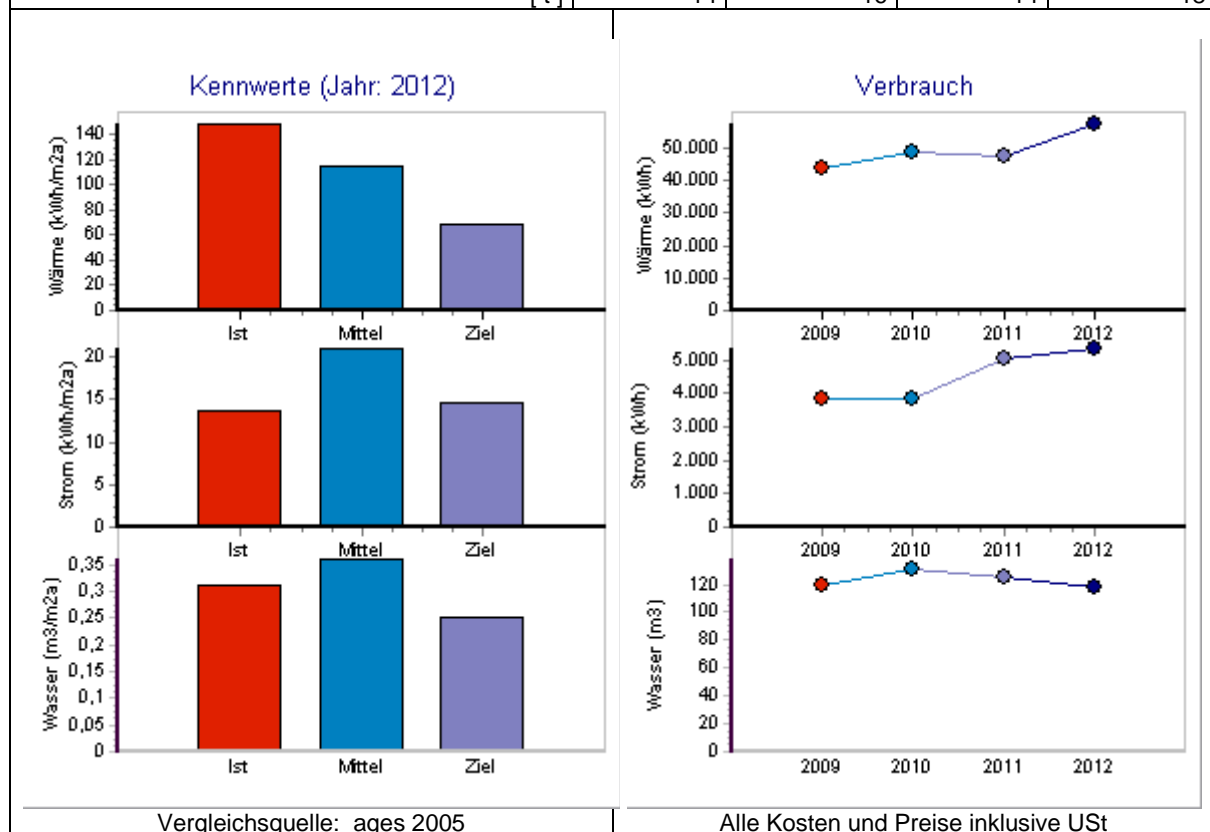 [ t ]
Kennwerte (Jahr: 2012)
Wärme (kWh/m2a)
140
120
100
80
60
40
20
0
Ist Mittel Ziel
Strom (kWh/m2a)
20
15
10
5
0
Ist Mittel Ziel
Wasser (m3/m2a)
0,35
0,3
0,25
0,2
0,15
0,1
0,05
0
Ist Mittel Ziel
Vergleichsquelle: ages 2005
Verbrauch
Wärme (kWh)
50.000
40.000
30.000
20.000
10.000
0
2009 2010 2011 2012
Strom (kWh)
5.000
4.000
3.000
2.000
1.000
0
2009 2010 2011 2012
Wasser (m3)
120
100
80
60
40
20
0
2009 2010 2011 2012
Alle Kosten und Preise inklusive USt